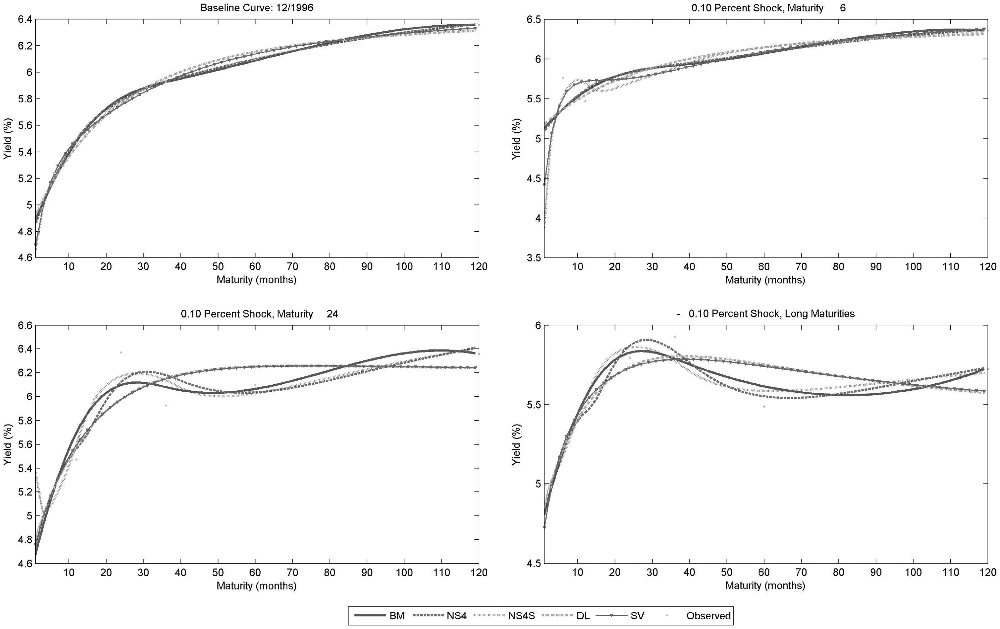 Baseline Curve: 12/1996
6.4
6.2
6
5.8
5.6
5.4
5.2
5
4.8
4.6
Yield (%)
10 20 30 40 50 60 70 80 90 100 110 120
Maturity (months)
0.10 Percent Shock, Maturity 6
6.5
6
5.5
5
4.5
4
3.5
Yield (%)
10 20 30 40 50 60 70 80 90 100 110 120
Maturity (months)
0.10 Percent Shock, Maturity 24
6.6
6.4
6.2
6
5.8
5.6
5.4
5.2
5
4.8
4.6
Yield (%)
10 20 30 40 50 60 70 80 90 100 110 120
Maturity (months)
- 0.10 Percent Shock, Long Maturities
6
5.5
5
4.5
Yield (%)
10 20 30 40 50 60 70 80 90 100 110 120
Maturity (months)
BM NS4 NS4S DL SV Observed